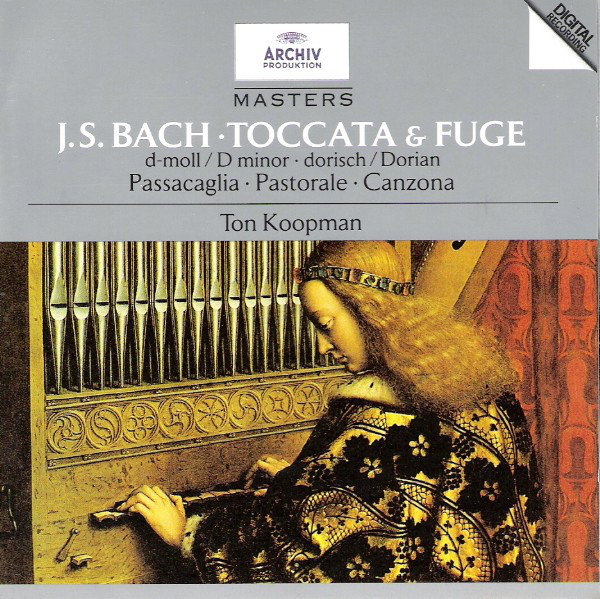 DIGITAL
RECORDING
ARCHIV
PRODUKTION
MASTERS
J.S. BACH · TOCCATA & FUGE
d-moll / D minor · dorisch / Dorian
Passacaglia · Pastorale · Canzona
Ton Koopman